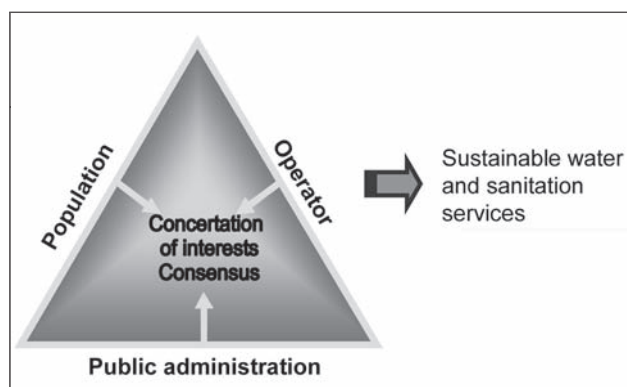 Population
Operator
Concertation
of interests
Consensus
Public administration
Sustainable water
and sanitation
services